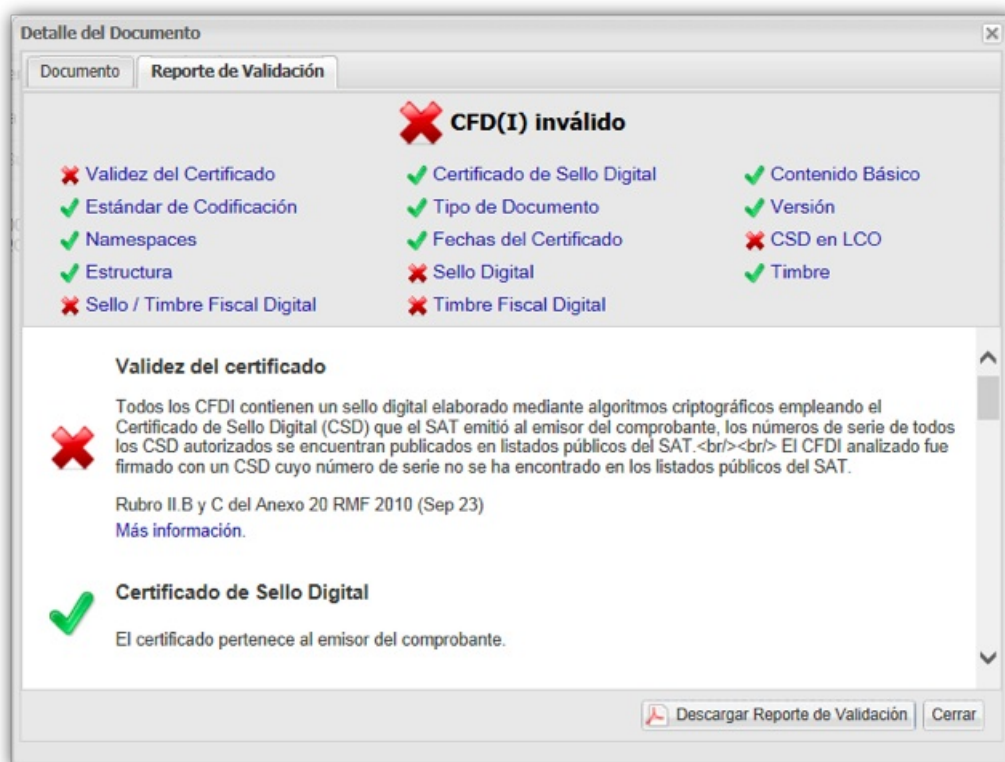 Detalle del Documento
Documento
Reporte de Validación
CFD(I) inválido
Validez del Certificado
Certificado de Sello Digital
Contenido Básico
Estándar de Codificación
Tipo de Documento
Versión
Namespaces
Fechas del Certificado
CSD en LCO
Estructura
Sello Digital
Timbre
Sello / Timbre Fiscal Digital
Timbre Fiscal Digital
Validez del certificado
Todos los CFDI contienen un sello digital elaborado mediante algoritmos criptográficos empleando el
Certificado de Sello Digital (CSD) que el SAT emitió al emisor del comprobante, los números de serie de todos
los CSD autorizados se encuentran publicados en listados públicos del SAT.<br/><br/> El CFDI analizado fue
firmado con un CSD cuyo número de serie no se ha encontrado en los listados públicos del SAT.
Rubro II.B y C del Anexo 20 RMF 2010 (Sep 23)
Más información.
Certificado de Sello Digital
El certificado pertenece al emisor del comprobante.
Descargar Reporte de Validación
Cerrar